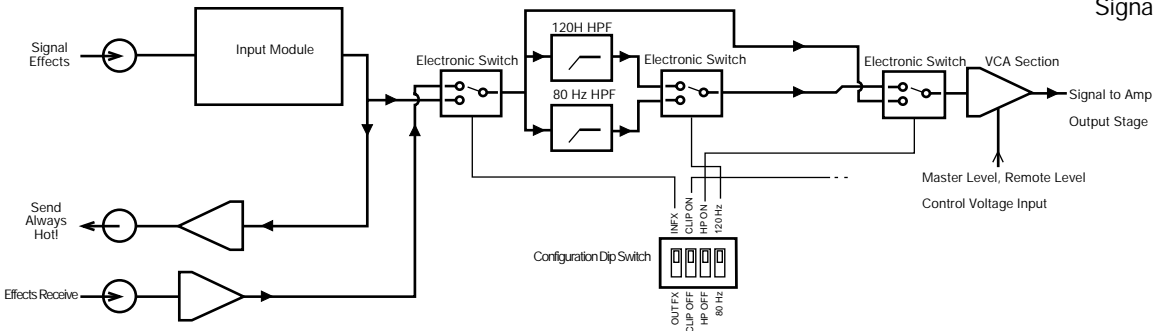 Signa
Signal
Effects
Input Module
120H HPF
Electronic Switch
Electronic Switch
Electronic Switch
VCA Section
80 Hz HPF
Signal to Amp
Output Stage
Master Level, Remote Level
Control Voltage Input
Send
Always
Hot!
INFX
CLIP ON
HP ON
120 Hz
Configuration Dip Switch
Effects Receive
OUT FX
CLIP OFF
HP OFF
80 Hz